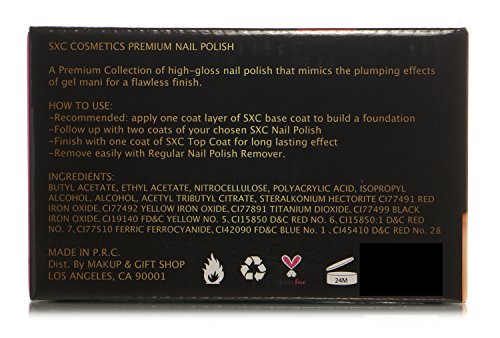 SXC COSMETICS PREMIUM NAIL POLISH
A Premium Collection of high-gloss nail polish that mimics the plumping effects
of gel mani for a flawless finish.
HOW TO USE:
-Recommended: apply one coat layer of SXC base coat to build a foundation
-Follow up with two coats of your chosen SXC Nail Polish
-Finish with one coat of SXC Top Coat for long lasting effect
-Remove easily with Regular Nail Polish Remover.
INGREDIENTS:
BUTYL ACETATE, ETHYL ACETATE, NITROCELLULOSE, POLYACRYLIC ACID, ISOPROPYL
ALCOHOL, ALCOHOL, ACETYL TRIBUTYL CITRATE, STERALKONIUM HECTORITE CI77491 RED
IRON OXIDE, CI77492 YELLOW IRON OXIDE, CI77891 TITANIUM DIOXIDE, CI77499 BLACK
IRON OXIDE, CI19140 FD&C YELLOW NO. 5, CI15850 D&C RED NO. 6, CI15850:1 D&C RED
NO. 7, CI77510 FERRIC FERROCYANIDE, CI42090 FD&C BLUE No. 1 ,CI45410 D&C RED No. 28
MADE IN P.R.C.
Dist. By MAKUP & GIFT SHOP
LOS ANGELES, CA 90001
cruelty free
24M